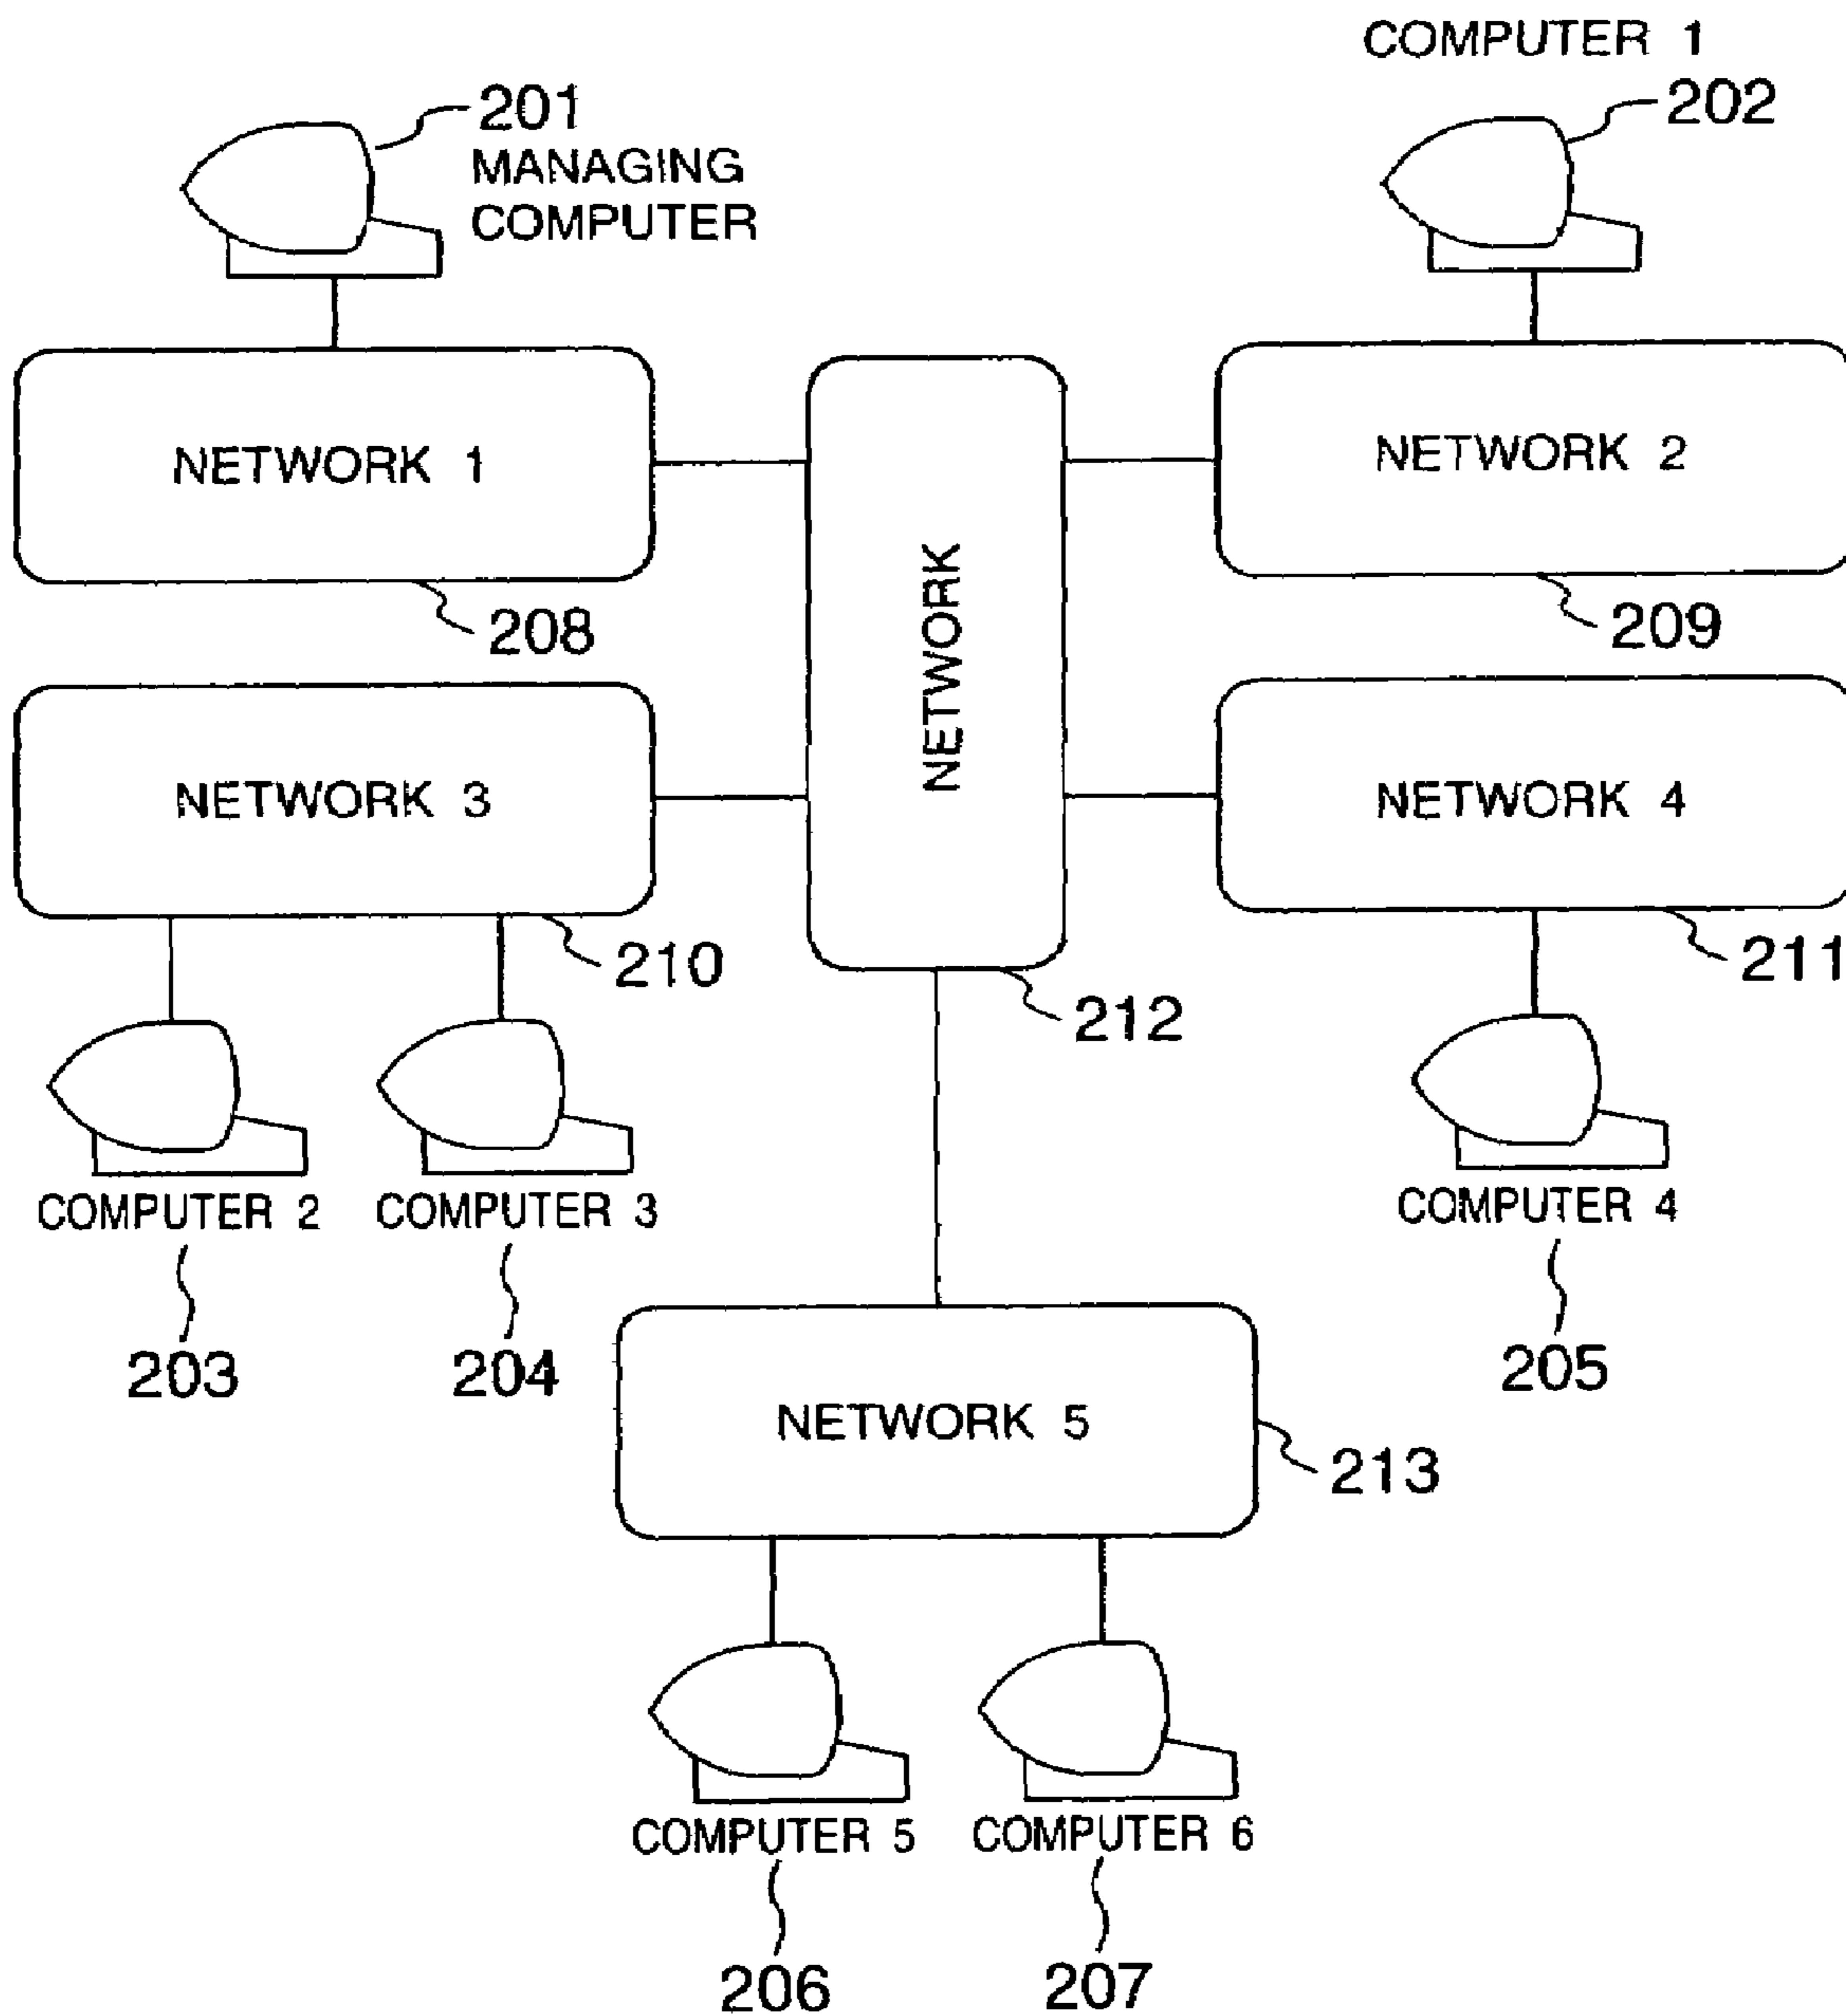 COMPUTER 1
201
202
MANAGING
COMPUTER
NETWORK 1
NETWORK 2
NETWORK
208
209
NETWORK 3
NETWORK 4
210
211
212
COMPUTER 2
COMPUTER 3
COMPUTER 4
203
204
205
NETWORK 5
213
COMPUTER 5
COMPUTER 6
206
207